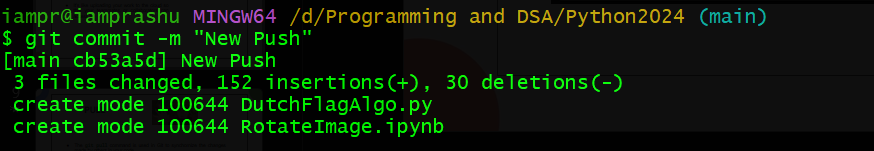 iampr@iamprashu MINGW64 /d/Programming and DSA/Python2024 (main)
$ git commit -m "New Push"
[main cb53a5d] New Push
 3 files changed, 152 insertions(+), 30 deletions(-)
 create mode 100644 DutchFlagAlgo.py
 create mode 100644 RotateImage.ipynb